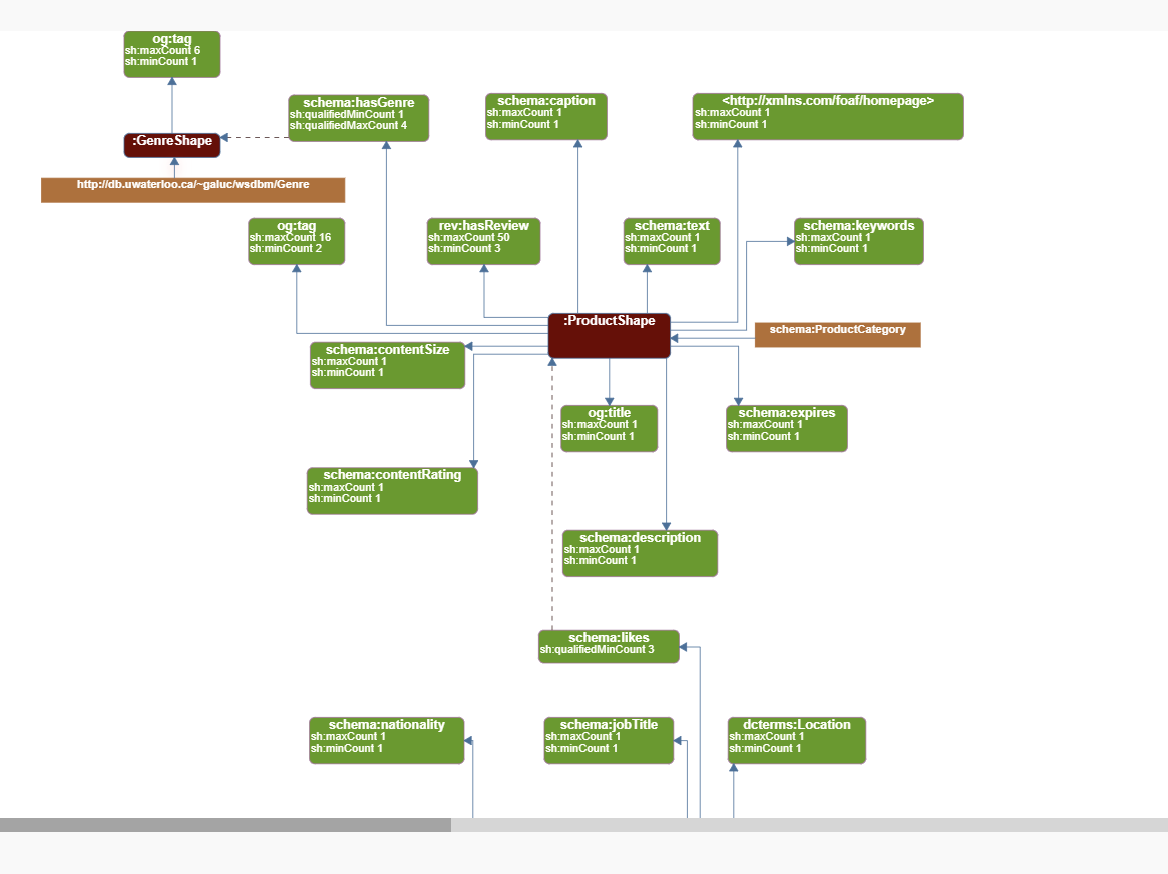 og:tag
sh:maxCount 6
sh:minCount 1
schema:hasGenre
sh:qualifiedMinCount 1
sh:qualifiedMaxCount 4
schema:caption
sh:maxCount 1
sh:minCount 1
<http://xmlns.com/foaf/homepage>
sh:maxCount 1
sh:minCount 1
:GenreShape
http://db.uwaterloo.ca/~galuc/wsdbm/Genre
og:tag
sh:maxCount 16
sh:minCount 2
rev:hasReview
sh:maxCount 50
sh:minCount 3
schema:text
sh:maxCount 1
sh:minCount 1
schema:keywords
sh:maxCount 1
sh:minCount 1
:ProductShape
schema:ProductCategory
schema:contentSize
sh:maxCount 1
sh:minCount 1
og:title
sh:maxCount 1
sh:minCount 1
schema:expires
sh:maxCount 1
sh:minCount 1
schema:contentRating
sh:maxCount 1
sh:minCount 1
schema:description
sh:maxCount 1
sh:minCount 1
schema:likes
sh:qualifiedMinCount 3
schema:nationality
sh:maxCount 1
sh:minCount 1
schema:jobTitle
sh:maxCount 1
sh:minCount 1
dcterms:Location
sh:maxCount 1
sh:minCount 1